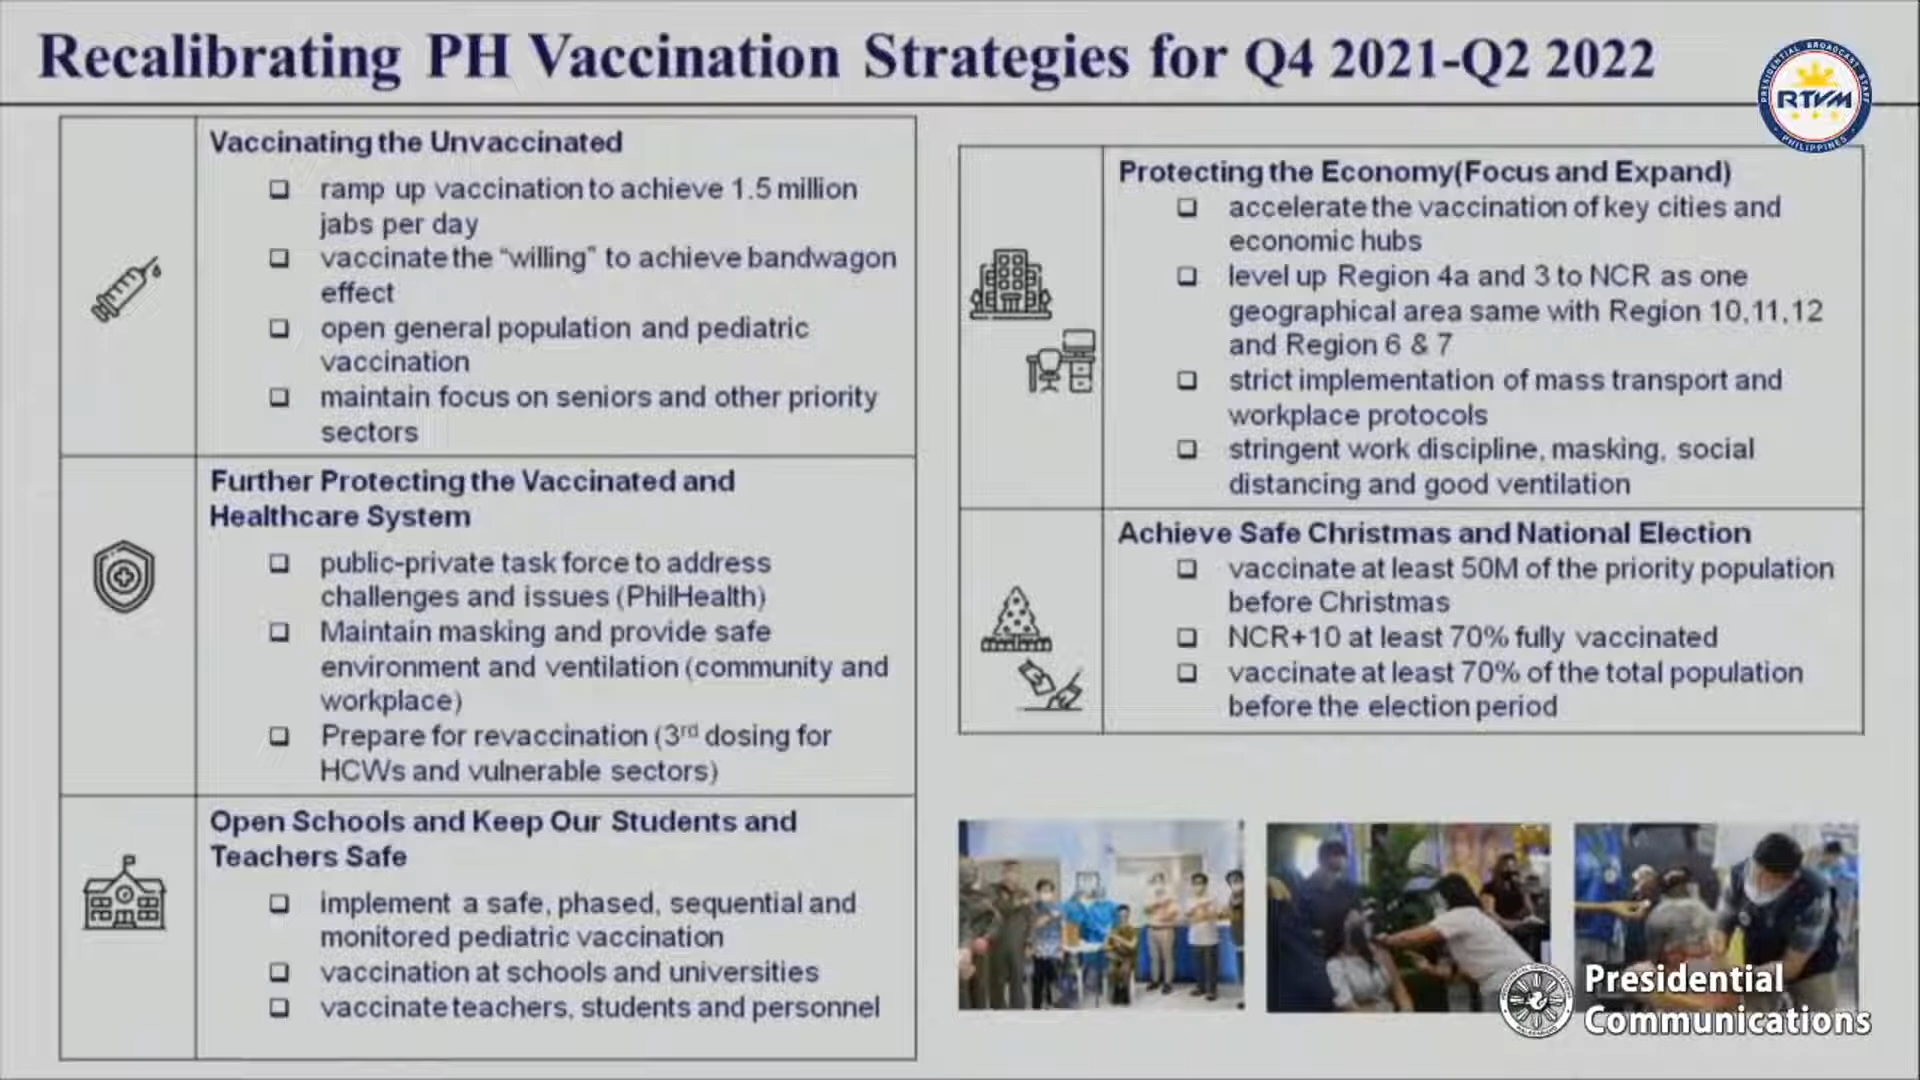 Recalibrating PH Vaccination Strategies for Q4 2021-Q2 2022
PRESIDENTIAL BROADCAST STAFF
RTVM
PHILIPPINES
Vaccinating the Unvaccinated
❑ ramp up vaccination to achieve 1.5 million
jabs per day
❑ vaccinate the “willing” to achieve bandwagon
effect
❑ open general population and pediatric
vaccination
❑ maintain focus on seniors and other priority
sectors
Further Protecting the Vaccinated and
Healthcare System
❑ public-private task force to address
challenges and issues (PhilHealth)
❑ Maintain masking and provide safe
environment and ventilation (community and
workplace)
❑ Prepare for revaccination (3rd dosing for
HCWs and vulnerable sectors)
Open Schools and Keep Our Students and
Teachers Safe
❑ implement a safe, phased, sequential and
monitored pediatric vaccination
❑ vaccination at schools and universities
❑ vaccinate teachers, students and personnel
Protecting the Economy(Focus and Expand)
❑ accelerate the vaccination of key cities and
economic hubs
❑ level up Region 4a and 3 to NCR as one
geographical area same with Region 10,11,12
and Region 6 & 7
❑ strict implementation of mass transport and
workplace protocols
❑ stringent work discipline, masking, social
distancing and good ventilation
Achieve Safe Christmas and National Election
❑ vaccinate at least 50M of the priority population
before Christmas
❑ NCR+10 at least 70% fully vaccinated
❑ vaccinate at least 70% of the total population
before the election period
Presidential
Communications